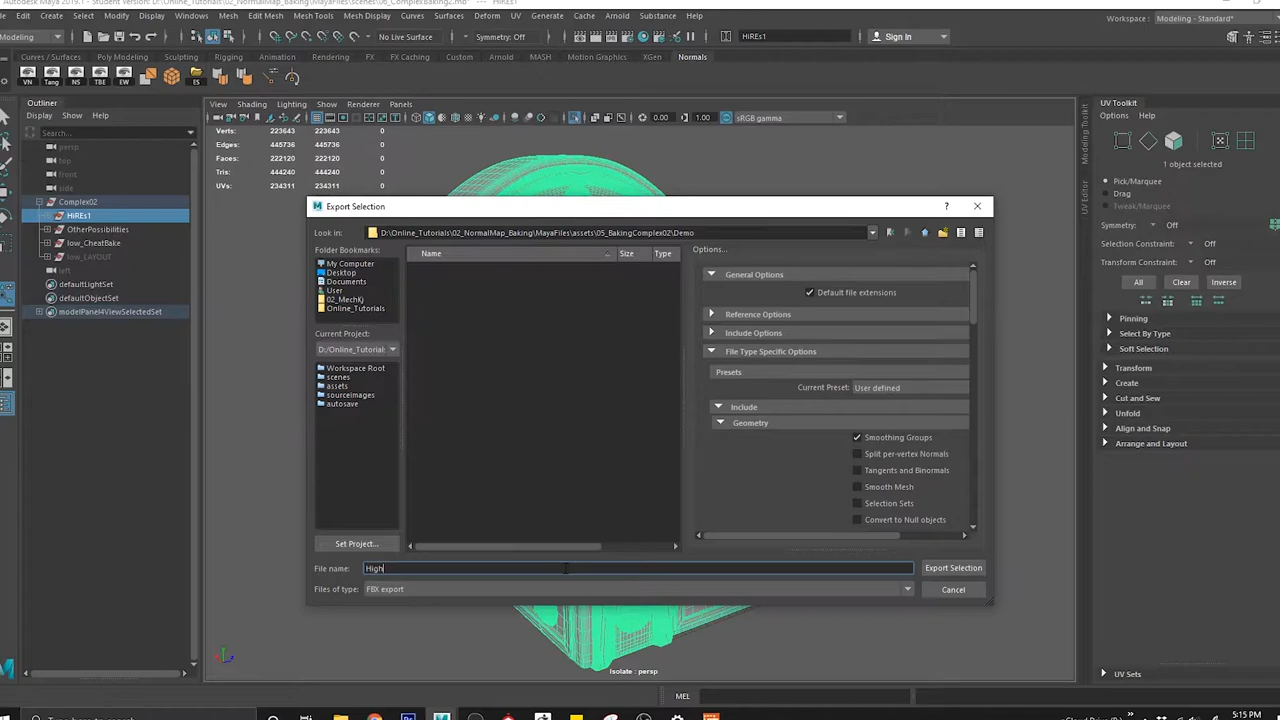 Autodesk Maya 2019.1 - Student Version: D:\Online_Tutorials\02_NormalMap_Baking\MayaFiles\scenes\06_ComplexBaking2.mb* --- HiREs1
Edit Create Select Modify Display Windows Mesh Edit Mesh Mesh Tools Mesh Display Curves Surfaces Deform UV Generate Cache Arnold Substance Help
Workspace : Modeling - Standard*
Modeling No Live Surface Symmetry: Off HiREs1 Sign In
Curves / Surfaces Poly Modeling Sculpting Rigging Animation Rendering FX FX Caching Custom Arnold MASH Motion Graphics XGen Normals
VN Tang NS TBE EW ES
Outliner
Display Show Help
Search...
persp
top
front
side
Complex02
HiREs1
OtherPossibilities
low_CheatBake
low_LAYOUT
left
defaultLightSet
defaultObjectSet
modelPanel4ViewSelectedSet
View Shading Lighting Show Renderer Panels
0.00 1.00 sRGB gamma
Verts: 223643 223643 0
Edges: 445736 445736 0
Faces: 222120 222120 0
Tris: 444240 444240 0
UVs: 234311 234311 0
Export Selection
? 
Look in: D:\Online_Tutorials\02_NormalMap_Baking\MayaFiles\assets\05_BakingComplex02\Demo
Folder Bookmarks:
My Computer
Desktop
Documents
User
02_MechKj
Online_Tutorials
Current Project:
D:/Online_Tutorials
Workspace Root
scenes
assets
sourceimages
autosave
Set Project...
Name Size Type
Options...
General Options
Default file extensions
Reference Options
Include Options
File Type Specific Options
Presets
Current Preset: User defined
Include
Geometry
Smoothing Groups
Split per-vertex Normals
Tangents and Binormals
Smooth Mesh
Selection Sets
Convert to Null objects
File name: High
Export Selection
Files of type: FBX export
Cancel
Isolate : persp
MEL
Modeling Toolkit
UV Editor
UV Toolkit
Options Help
1 object selected
Pick/Marquee
Drag
Tweak/Marquee
Symmetry: Off
Selection Constraint: Off
Transform Constraint: Off
All Clear Inverse
Pinning
Select By Type
Soft Selection
Transform
Create
Cut and Sew
Unfold
Align and Snap
Arrange and Layout
UV Sets
5:15 PM